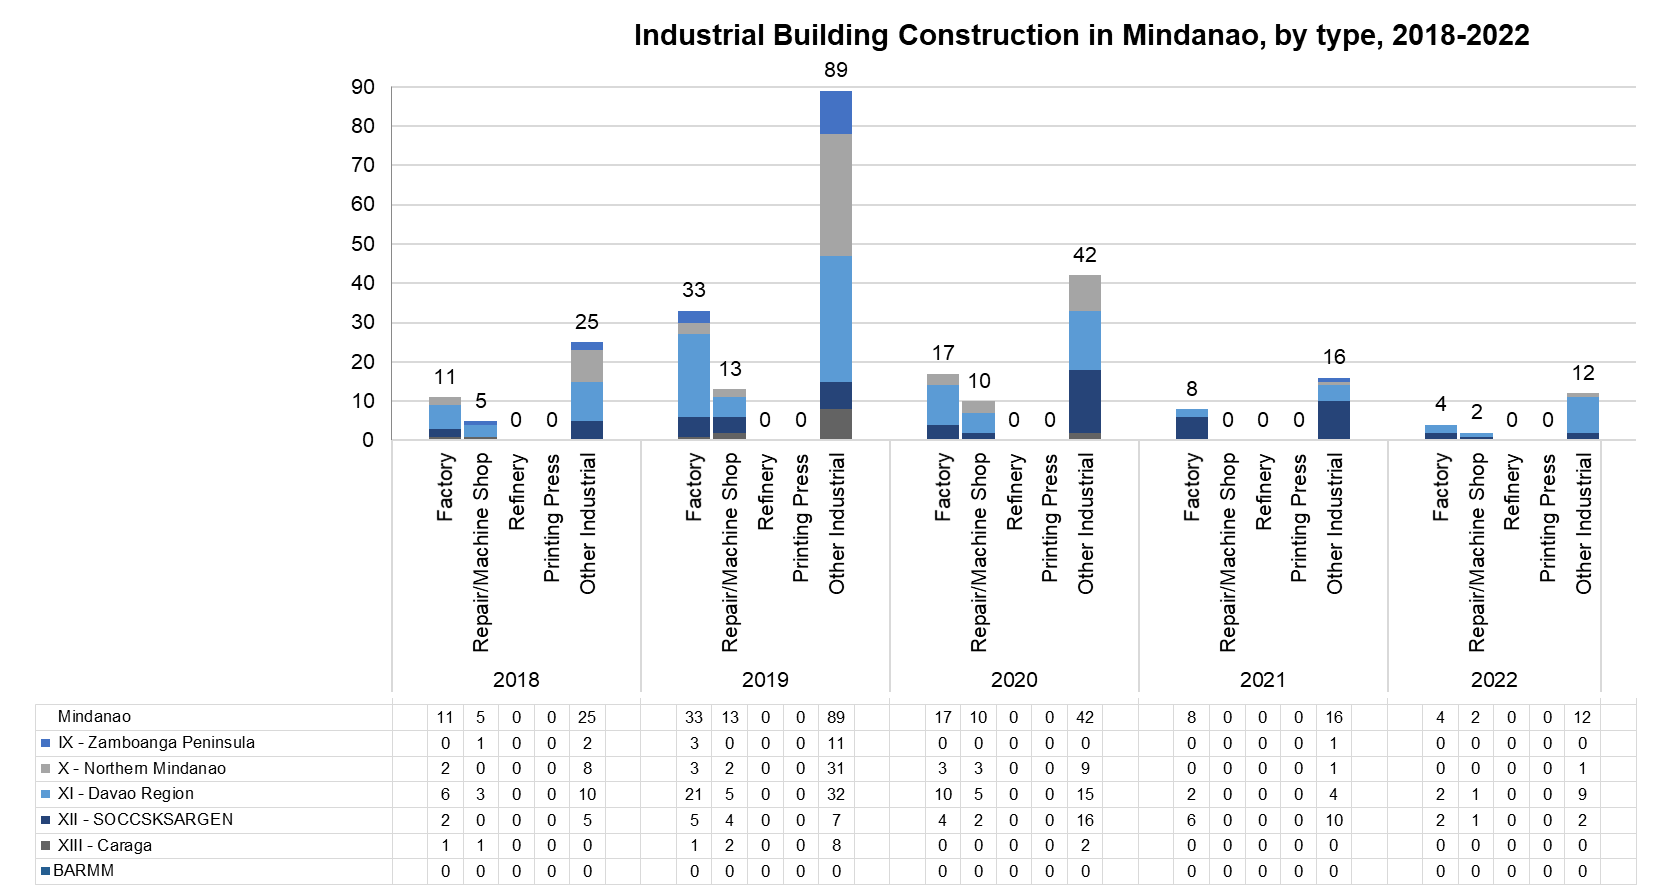 Industrial Building Construction in Mindanao, by type, 2018-2022
90
80
70
60
50
40
30
20
10
0
11 5 0 0 25 33 13 0 0 89 17 10 0 0 42 8 0 0 0 16 4 2 0 0 12
Factory Repair/Machine Shop Refinery Printing Press Other Industrial Factory Repair/Machine Shop Refinery Printing Press Other Industrial Factory Repair/Machine Shop Refinery Printing Press Other Industrial Factory Repair/Machine Shop Refinery Printing Press Other Industrial Factory Repair/Machine Shop Refinery Printing Press Other Industrial
2018 2019 2020 2021 2022
Mindanao 11 5 0 0 25 33 13 0 0 89 17 10 0 0 42 8 0 0 0 16 4 2 0 0 12
IX - Zamboanga Peninsula 0 1 0 0 2 3 0 0 0 11 0 0 0 0 0 0 0 0 0 1 0 0 0 0 0
X - Northern Mindanao 2 0 0 0 8 3 2 0 0 31 3 3 0 0 9 0 0 0 0 1 0 0 0 0 1
XI - Davao Region 6 3 0 0 10 21 5 0 0 32 10 5 0 0 15 2 0 0 0 4 2 1 0 0 9
XII - SOCCSKSARGEN 2 0 0 0 5 5 4 0 0 7 4 2 0 0 16 6 0 0 0 10 2 1 0 0 2
XIII - Caraga 1 1 0 0 0 1 2 0 0 8 0 0 0 0 2 0 0 0 0 0 0 0 0 0 0
BARMM 0 0 0 0 0 0 0 0 0 0 0 0 0 0 0 0 0 0 0 0 0 0 0 0 0